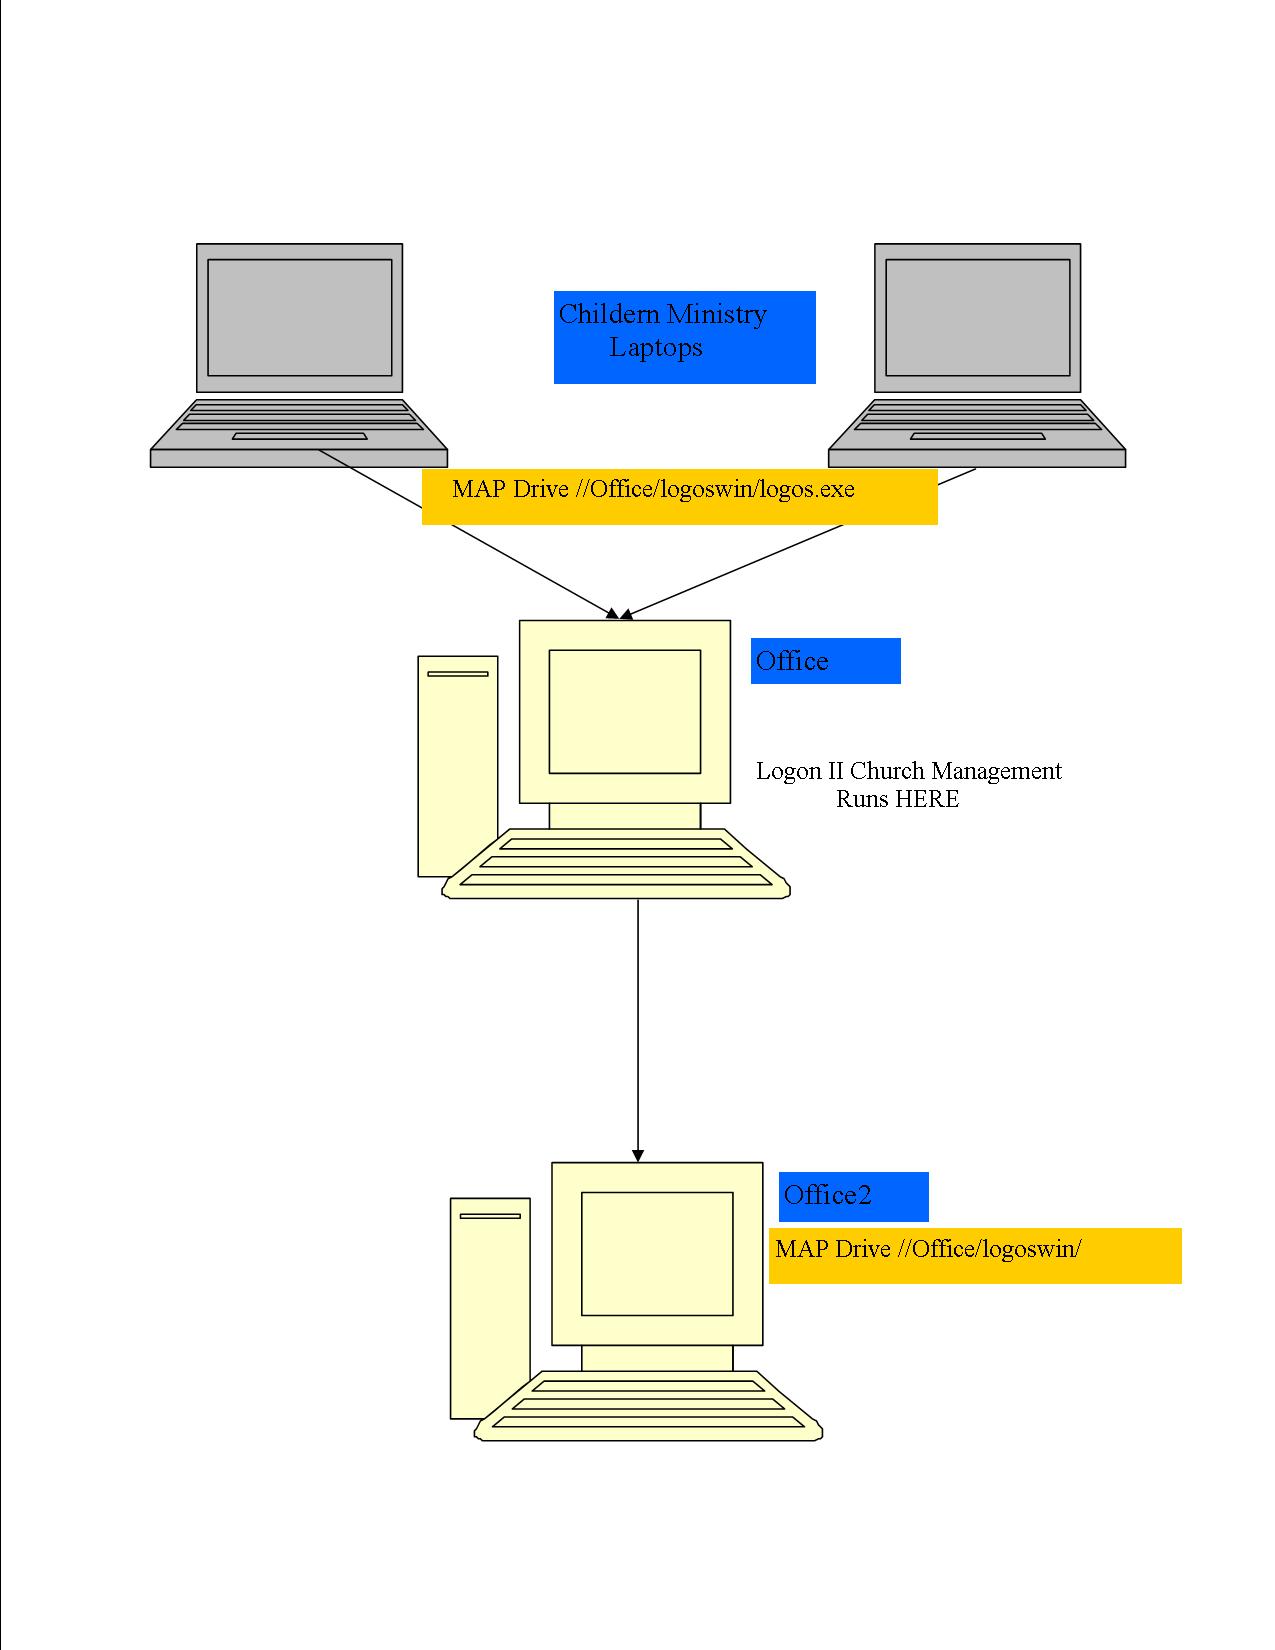 Childern Ministry
Laptops
MAP Drive //Office/logoswin/logos.exe
Office
Logon II Church Management
Runs HERE
Office2
MAP Drive //Office/logoswin/